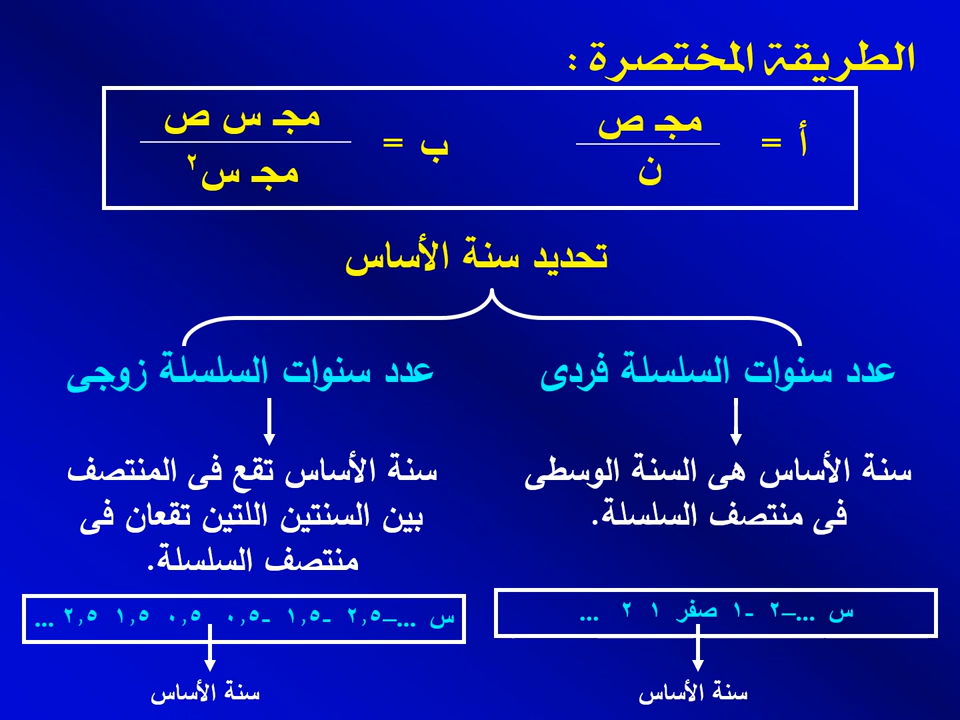 الطريقة المختصرة :
أ = مجـ ص / ن
ب = مجـ س ص / مجـ س٢
تحديد سنة الأساس
عدد سنوات السلسلة فردى
سنة الأساس هى السنة الوسطى
فى منتصف السلسلة.
س ...–٢ -١ صفر ١ ٢ ...
سنة الأساس
عدد سنوات السلسلة زوجى
سنة الأساس تقع فى المنتصف
بين السنتين اللتين تقعان فى
منتصف السلسلة.
س ...–٢,٥ -١,٥ -٠,٥ ٠,٥ ١,٥ ٢,٥ ...
سنة الأساس